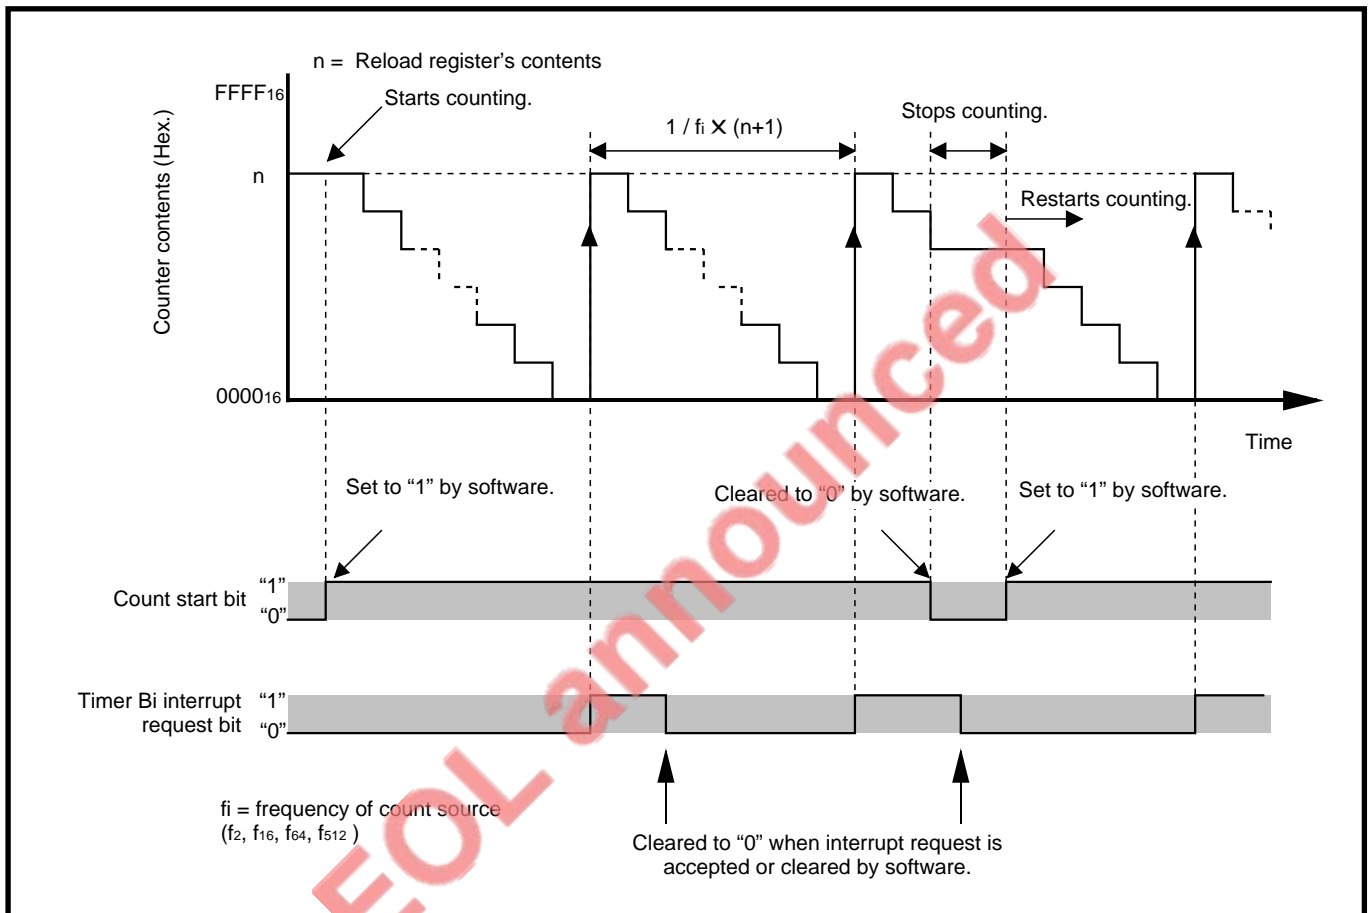 n = Reload register’s contents
FFFF16
Starts counting.
Stops counting.
1 / fi X (n+1)
n
Restarts counting.
Counter contents (Hex.)
000016
Time
Set to “1” by software.
Cleared to “0” by software.
Set to “1” by software.
Count start bit
“1”
“0”
Timer Bi interrupt
request bit
“1”
“0”
fi = frequency of count source
(f2, f16, f64, f512 )
Cleared to “0” when interrupt request is
accepted or cleared by software.
EOL announced